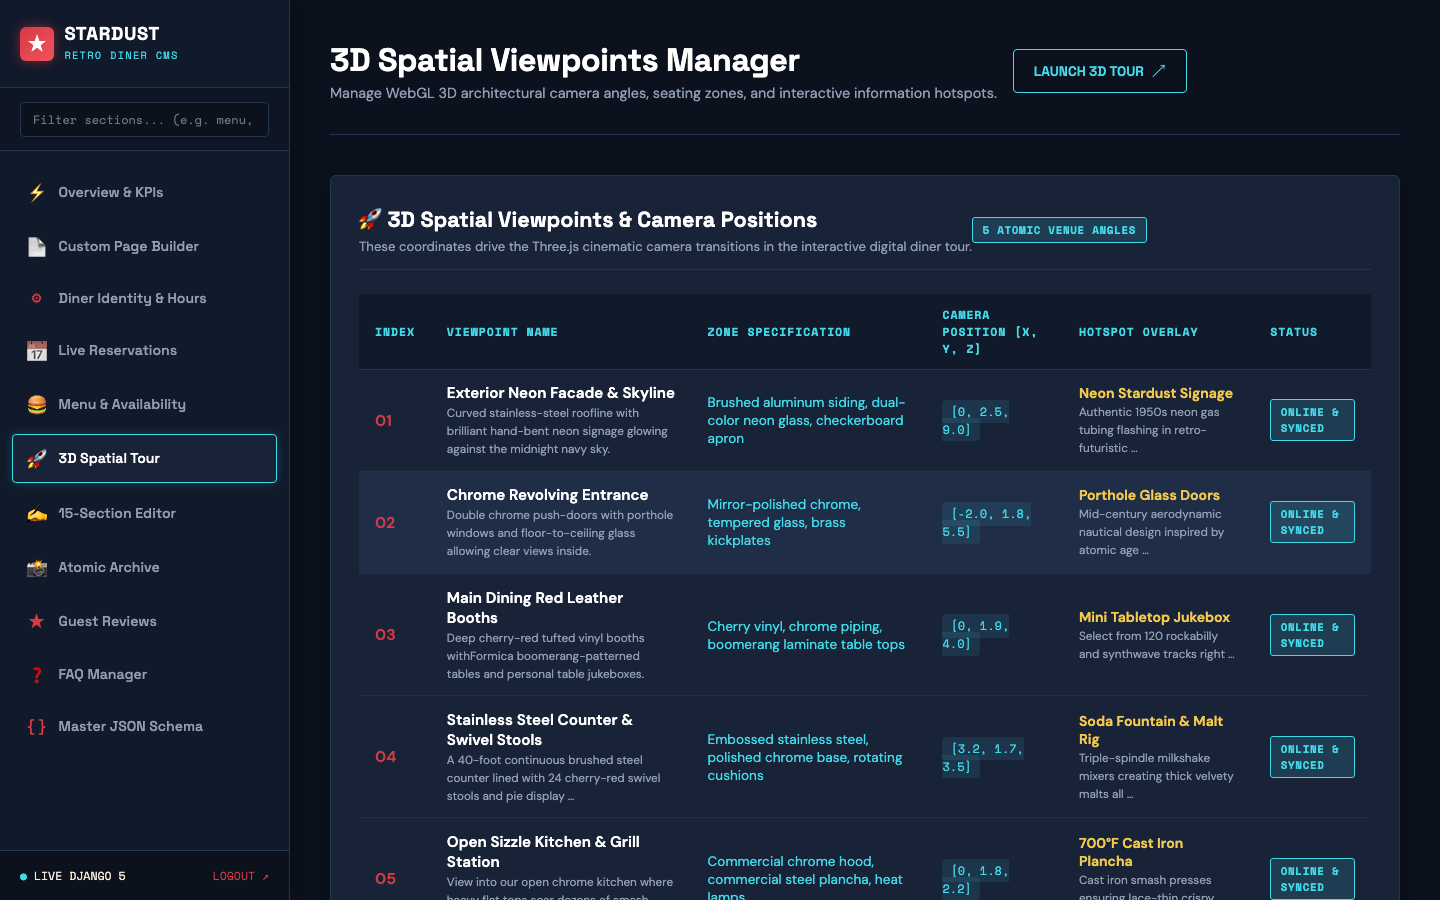 STARDUST
RETRO DINER CMS
Filter sections... (e.g. menu,
Overview & KPIs
Custom Page Builder
Diner Identity & Hours
17
Live Reservations
Menu & Availability
3D Spatial Tour
15-Section Editor
Atomic Archive
Guest Reviews
FAQ Manager
{} Master JSON Schema
LIVE DJANGO 5
LOGOUT ↗
3D Spatial Viewpoints Manager
Manage WebGL 3D architectural camera angles, seating zones, and interactive information hotspots.
LAUNCH 3D TOUR ↗
3D Spatial Viewpoints & Camera Positions
These coordinates drive the Three.js cinematic camera transitions in the interactive digital diner tour.
5 ATOMIC VENUE ANGLES
INDEX
VIEWPOINT NAME
ZONE SPECIFICATION
CAMERA
POSITION [X,
Y, Z]
HOTSPOT OVERLAY
STATUS
01
Exterior Neon Facade & Skyline
Curved stainless-steel roofline with
brilliant hand-bent neon signage glowing
against the midnight navy sky.
Brushed aluminum siding, dual-
color neon glass, checkerboard
apron
[0, 2.5,
9.0]
Neon Stardust Signage
Authentic 1950s neon gas
tubing flashing in retro-
futuristic ...
ONLINE &
SYNCED
02
Chrome Revolving Entrance
Double chrome push-doors with porthole
windows and floor-to-ceiling glass
allowing clear views inside.
Mirror-polished chrome,
tempered glass, brass
kickplates
[-2.0, 1.8,
5.5]
Porthole Glass Doors
Mid-century aerodynamic
nautical design inspired by
atomic age ...
ONLINE &
SYNCED
03
Main Dining Red Leather
Booths
Deep cherry-red tufted vinyl booths
withFormica boomerang-patterned
tables and personal table jukeboxes.
Cherry vinyl, chrome piping,
boomerang laminate table tops
[0, 1.9,
4.0]
Mini Tabletop Jukebox
Select from 120 rockabilly
and synthwave tracks right ...
ONLINE &
SYNCED
04
Stainless Steel Counter &
Swivel Stools
A 40-foot continuous brushed steel
counter lined with 24 cherry-red swivel
stools and pie display ...
Embossed stainless steel,
polished chrome base, rotating
cushions
[3.2, 1.7,
3.5]
Soda Fountain & Malt
Rig
Triple-spindle milkshake
mixers creating thick velvety
malts all ...
ONLINE &
SYNCED
05
Open Sizzle Kitchen & Grill
Station
View into our open chrome kitchen where
heavy flat tops sear dozens of smash
Commercial chrome hood,
commercial steel plancha, heat
lamps
[0, 1.8,
2.2]
700°F Cast Iron
Plancha
Cast iron smash presses
ensuring lace-thin crispy
ONLINE &
SYNCED